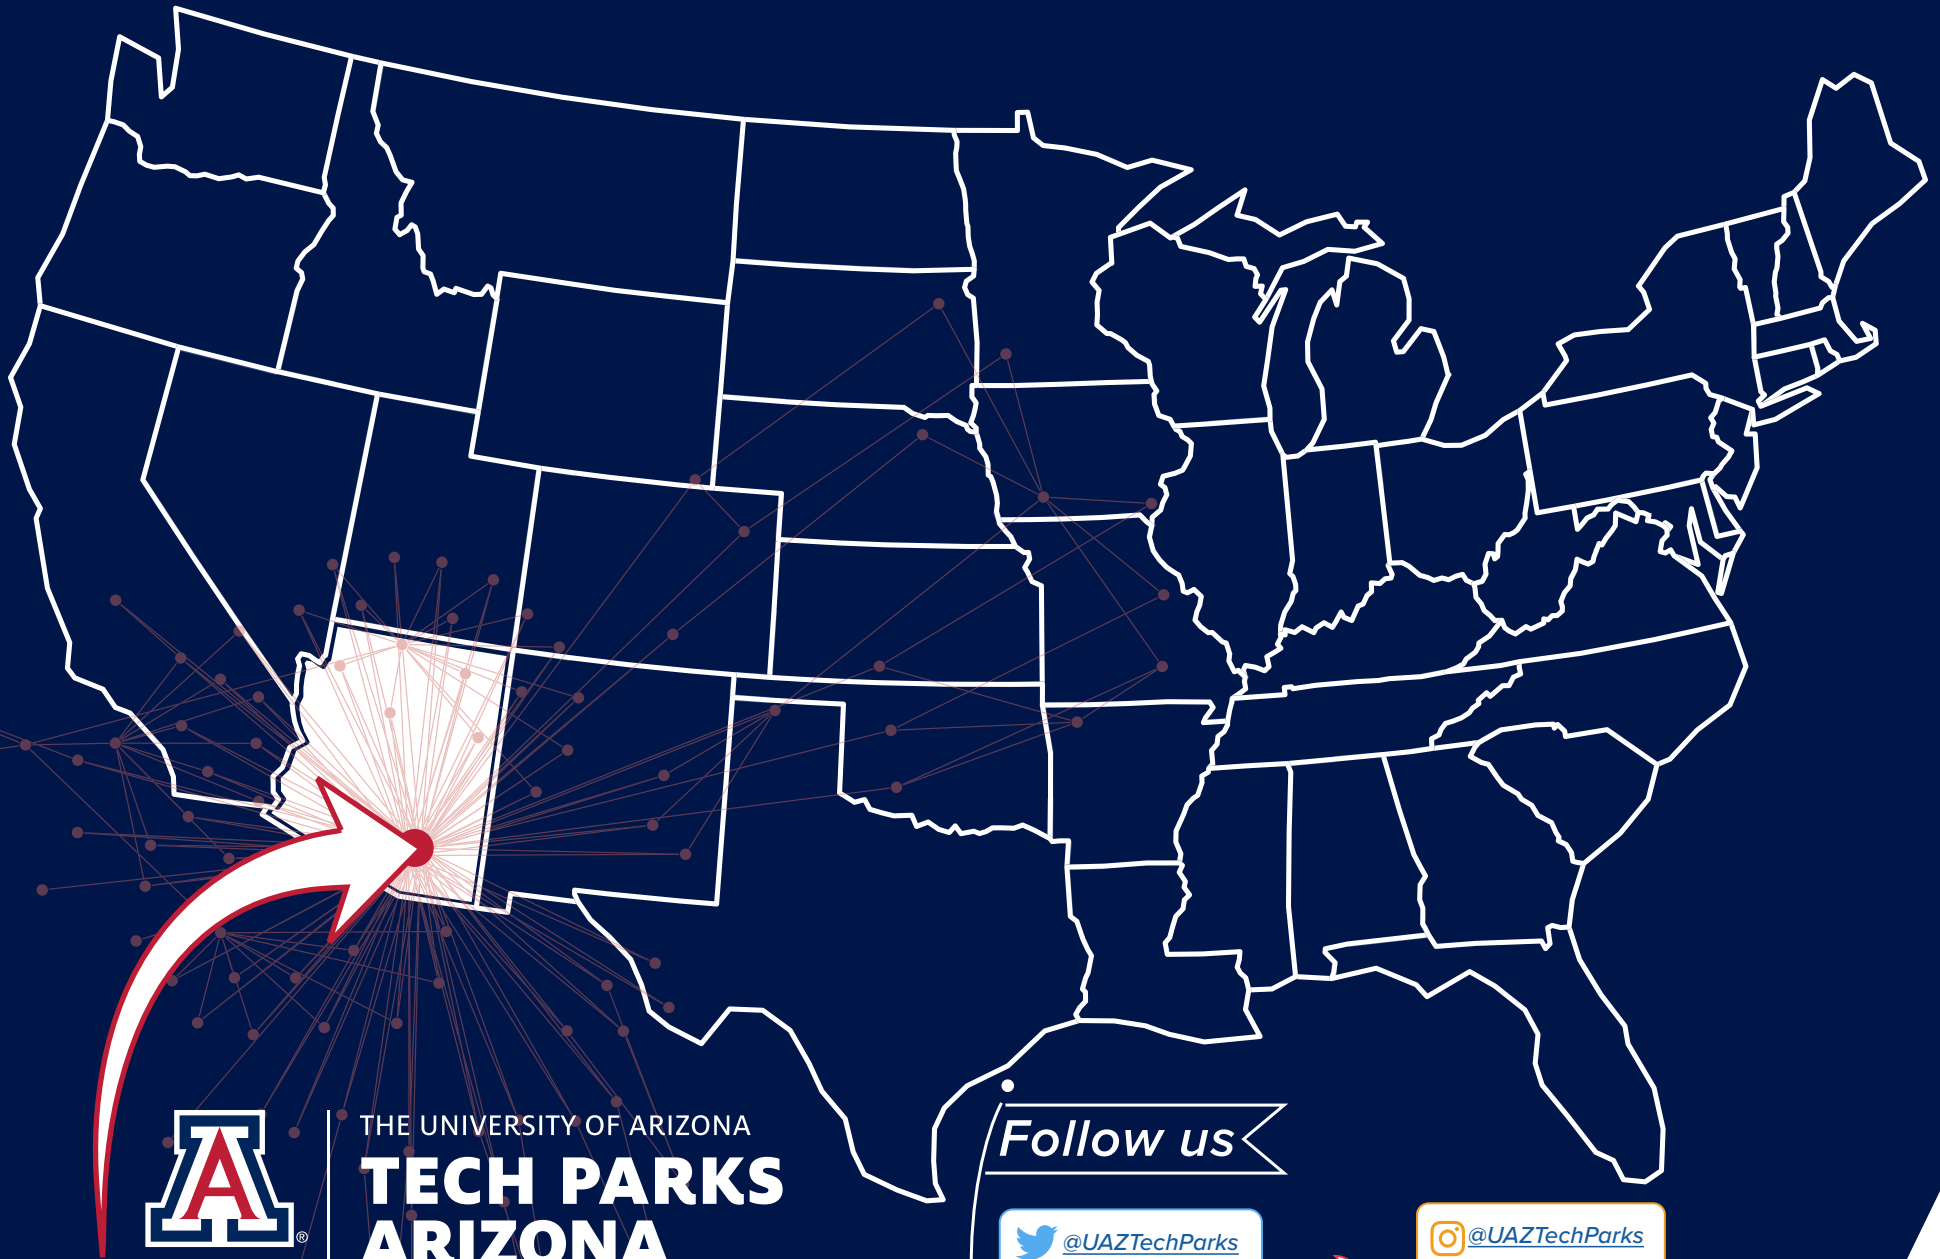 THE UNIVERSITY OF ARIZONA
TECH PARKS
ARIZONA
A
®
Follow us
@UAZTechParks
@UAZTechParks